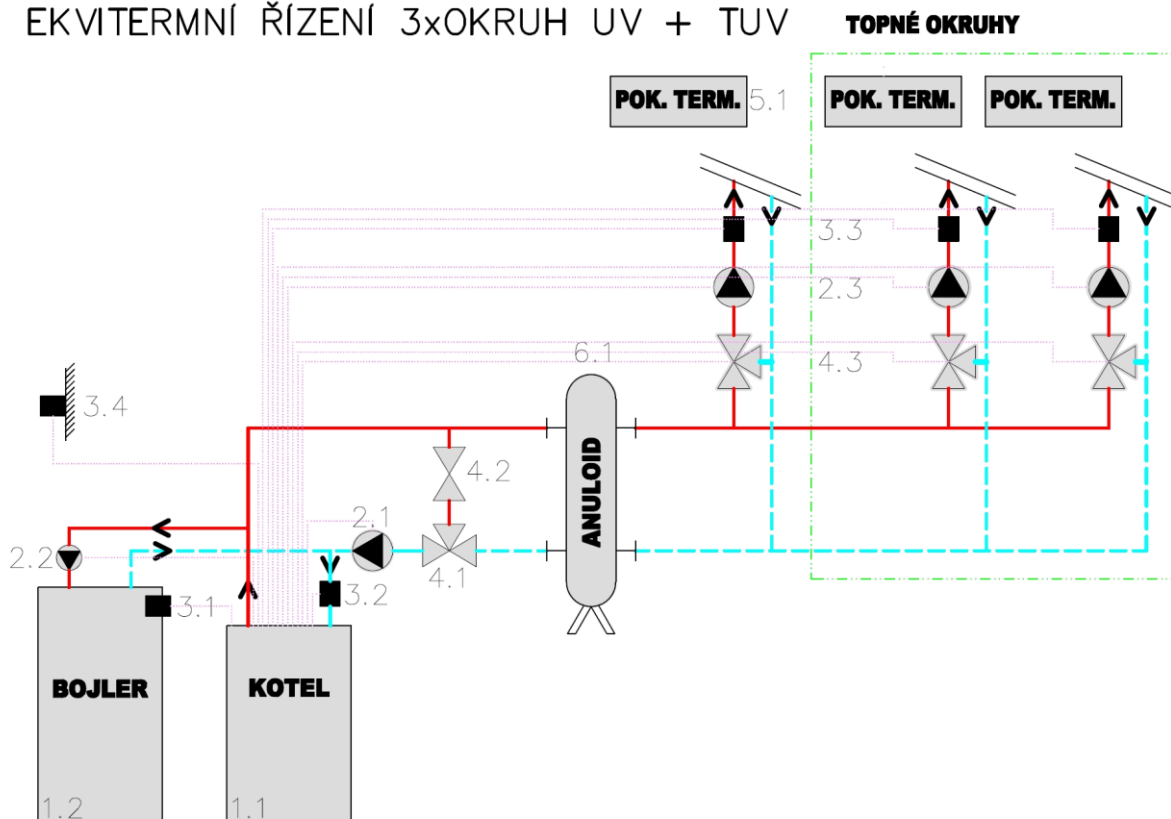 EKVITERMNÍ ŘÍZENÍ 3xOKRUH UV + TUV
TOPNÉ OKRUHY
POK. TERM.
5.1
POK. TERM.
POK. TERM.
3.3
2.3
6.1
4.3
3.4
ANULOID
4.2
2.1
2.2
4.1
3.1
3.2
BOJLER
KOTEL
1.2
1.1